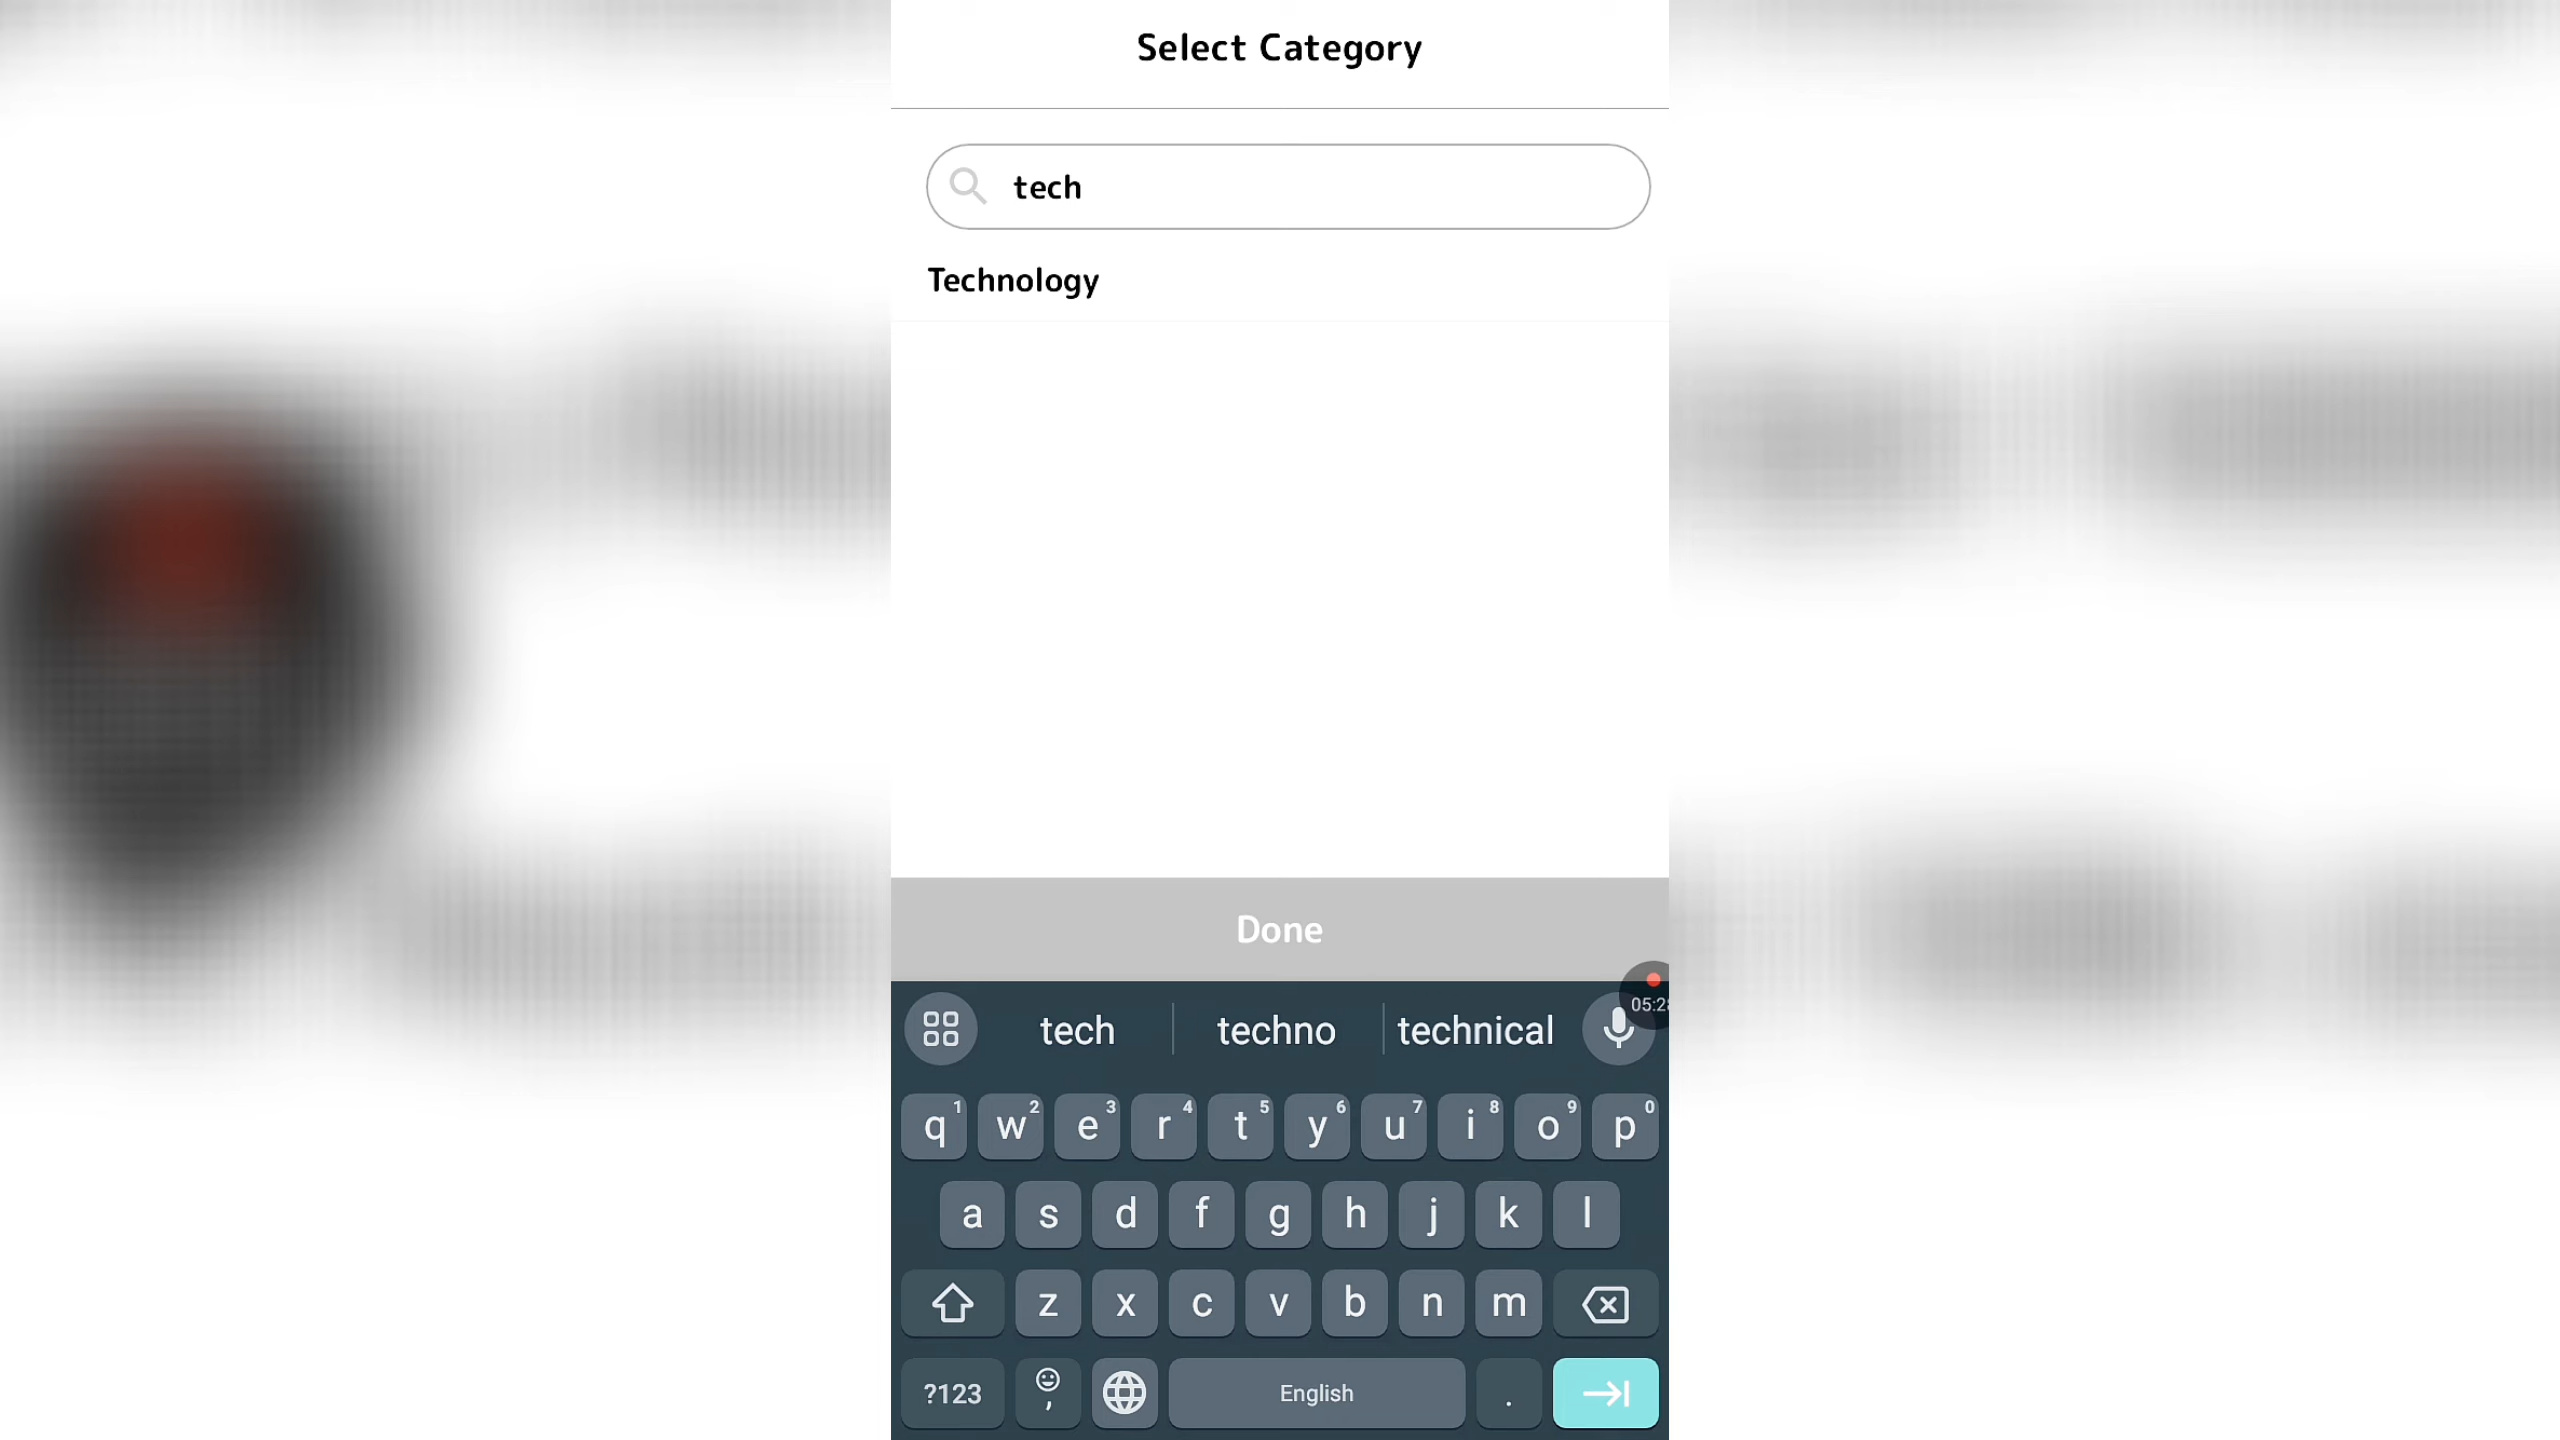 Select Category
tech
Technology
Done
05:28
tech techno technical
q1 w2 e3 r4 t5 y6 u7 i8 o9 p0
a s d f g h j k l
z x c v b n m
?123 , English .